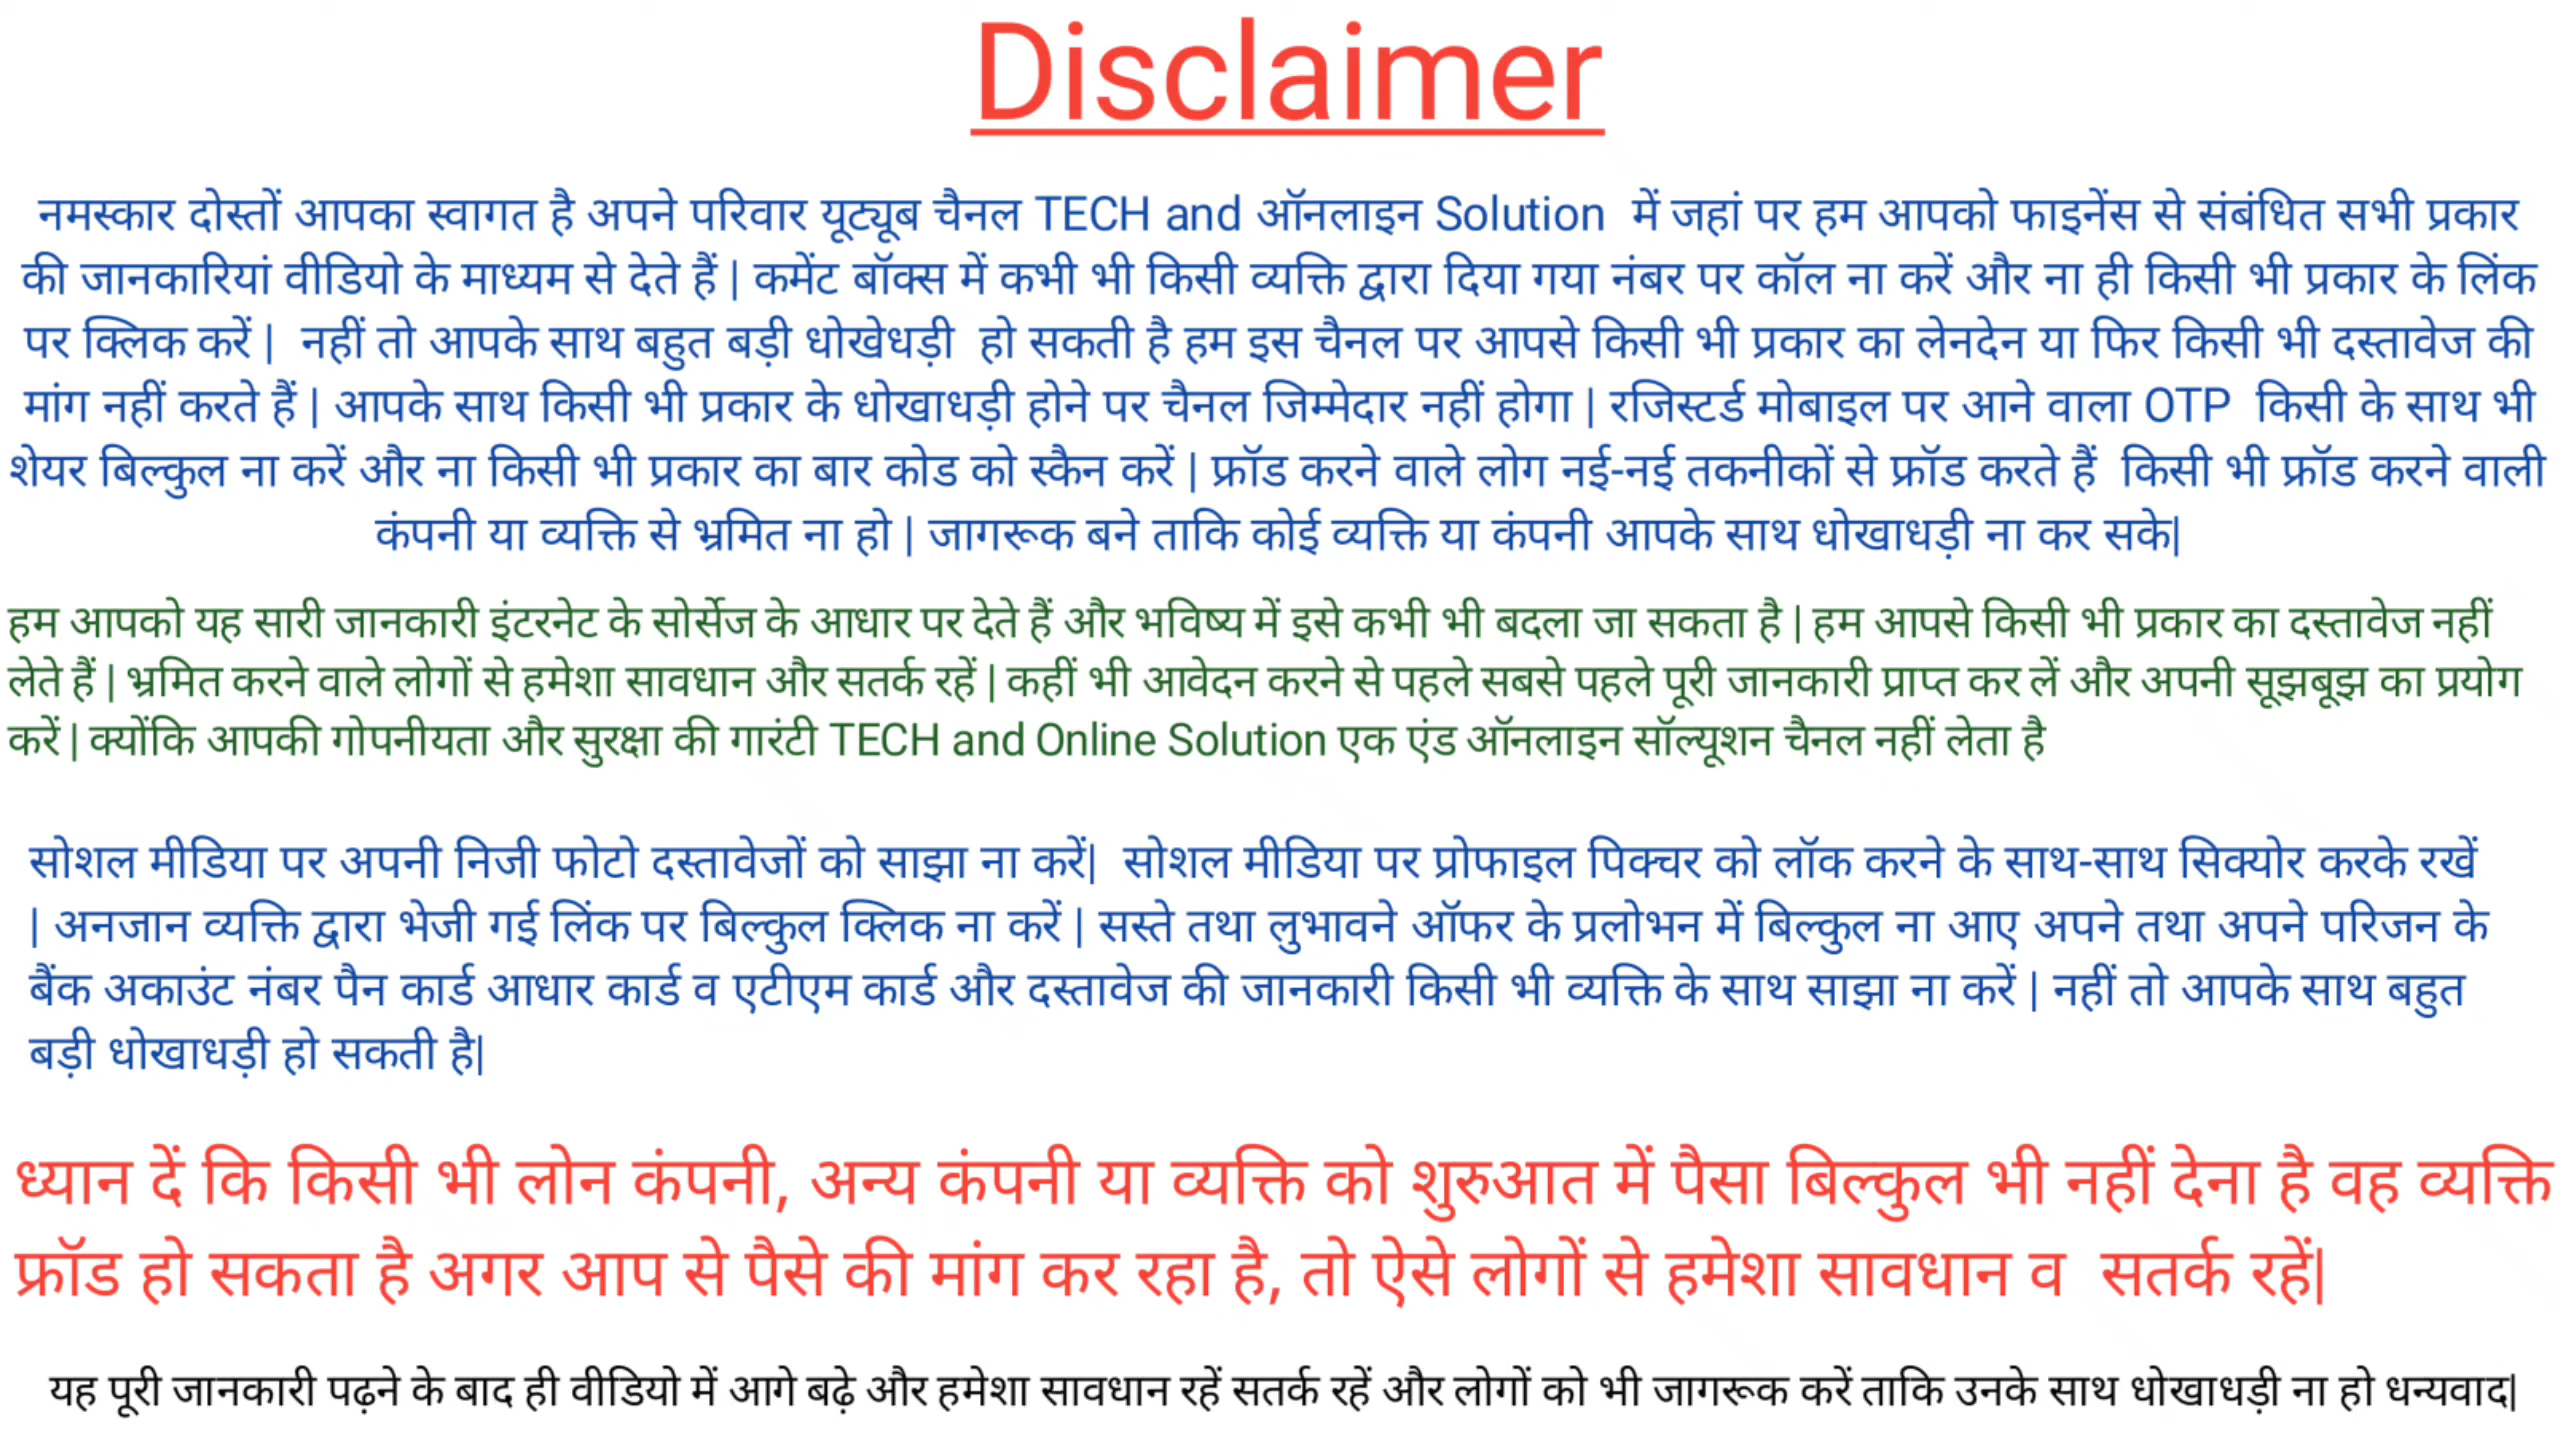 Disclaimer
नमस्कार दोस्तों आपका स्वागत है अपने परिवार यूट्यूब चैनल TECH and ऑनलाइन Solution में जहां पर हम आपको फाइनेंस से संबंधित सभी प्रकार
की जानकारियां वीडियो के माध्यम से देते हैं | कमेंट बॉक्स में कभी भी किसी व्यक्ति द्वारा दिया गया नंबर पर कॉल ना करें और ना ही किसी भी प्रकार के लिंक
पर क्लिक करें | नहीं तो आपके साथ बहुत बड़ी धोखेधड़ी हो सकती है हम इस चैनल पर आपसे किसी भी प्रकार का लेनदेन या फिर किसी भी दस्तावेज की
मांग नहीं करते हैं | आपके साथ किसी भी प्रकार के धोखाधड़ी होने पर चैनल जिम्मेदार नहीं होगा | रजिस्टर्ड मोबाइल पर आने वाला OTP किसी के साथ भी
शेयर बिल्कुल ना करें और ना किसी भी प्रकार का बार कोड को स्कैन करें | फ्रॉड करने वाले लोग नई-नई तकनीकों से फ्रॉड करते हैं किसी भी फ्रॉड करने वाली
कंपनी या व्यक्ति से भ्रमित ना हो | जागरूक बने ताकि कोई व्यक्ति या कंपनी आपके साथ धोखाधड़ी ना कर सके|
हम आपको यह सारी जानकारी इंटरनेट के सोर्सेज के आधार पर देते हैं और भविष्य में इसे कभी भी बदला जा सकता है | हम आपसे किसी भी प्रकार का दस्तावेज नहीं
लेते हैं | भ्रमित करने वाले लोगों से हमेशा सावधान और सतर्क रहें | कहीं भी आवेदन करने से पहले सबसे पहले पूरी जानकारी प्राप्त कर लें और अपनी सूझबूझ का प्रयोग
करें | क्योंकि आपकी गोपनीयता और सुरक्षा की गारंटी TECH and Online Solution एक एंड ऑनलाइन सॉल्यूशन चैनल नहीं लेता है
सोशल मीडिया पर अपनी निजी फोटो दस्तावेजों को साझा ना करें| सोशल मीडिया पर प्रोफाइल पिक्चर को लॉक करने के साथ-साथ सिक्योर करके रखें
| अनजान व्यक्ति द्वारा भेजी गई लिंक पर बिल्कुल क्लिक ना करें | सस्ते तथा लुभावने ऑफर के प्रलोभन में बिल्कुल ना आए अपने तथा अपने परिजन के
बैंक अकाउंट नंबर पैन कार्ड आधार कार्ड व एटीएम कार्ड और दस्तावेज की जानकारी किसी भी व्यक्ति के साथ साझा ना करें | नहीं तो आपके साथ बहुत
बड़ी धोखाधड़ी हो सकती है|
ध्यान दें कि किसी भी लोन कंपनी, अन्य कंपनी या व्यक्ति को शुरुआत में पैसा बिल्कुल भी नहीं देना है वह व्यक्ति
फ्रॉड हो सकता है अगर आप से पैसे की मांग कर रहा है, तो ऐसे लोगों से हमेशा सावधान व सतर्क रहें|
यह पूरी जानकारी पढ़ने के बाद ही वीडियो में आगे बढ़े और हमेशा सावधान रहें सतर्क रहें और लोगों को भी जागरूक करें ताकि उनके साथ धोखाधड़ी ना हो धन्यवाद|